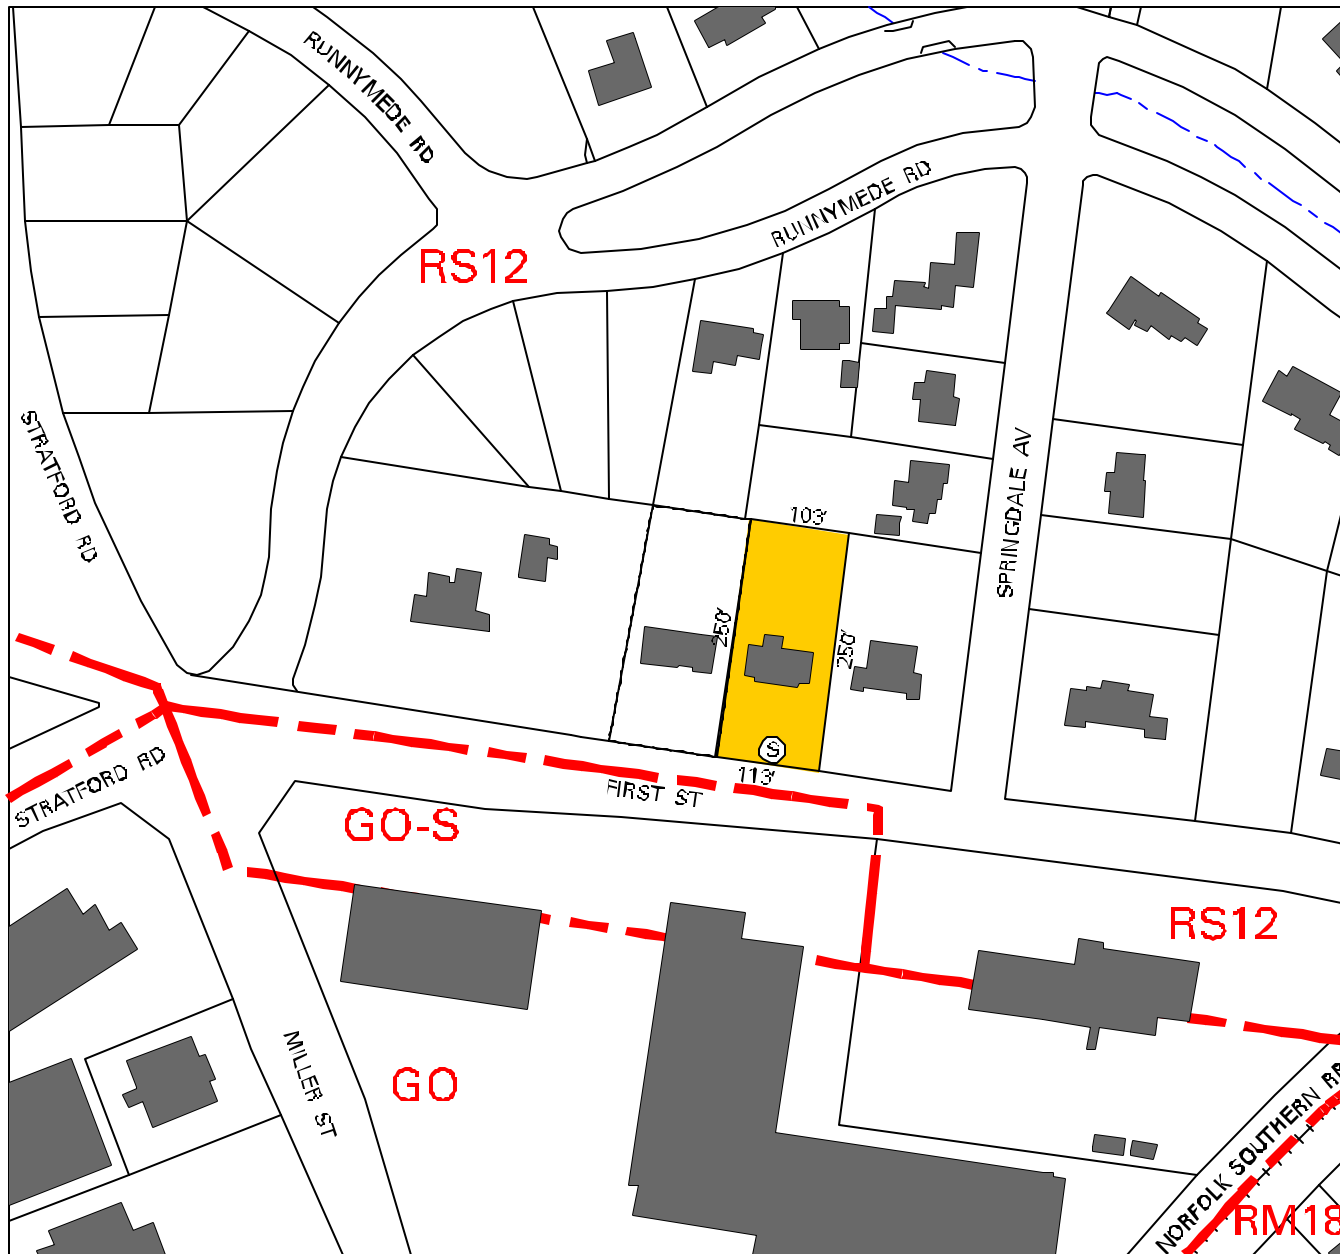 RUNNYMEDE RD
RUNNYMEDE RD
RS12
STRATFORD RD
SPRINGDALE AV
103'
250'
250'
S
113'
STRATFORD RD
FIRST ST
GO-S
RS12
MILLER ST
GO
NORFOLK SOUTHERN RR
RM18